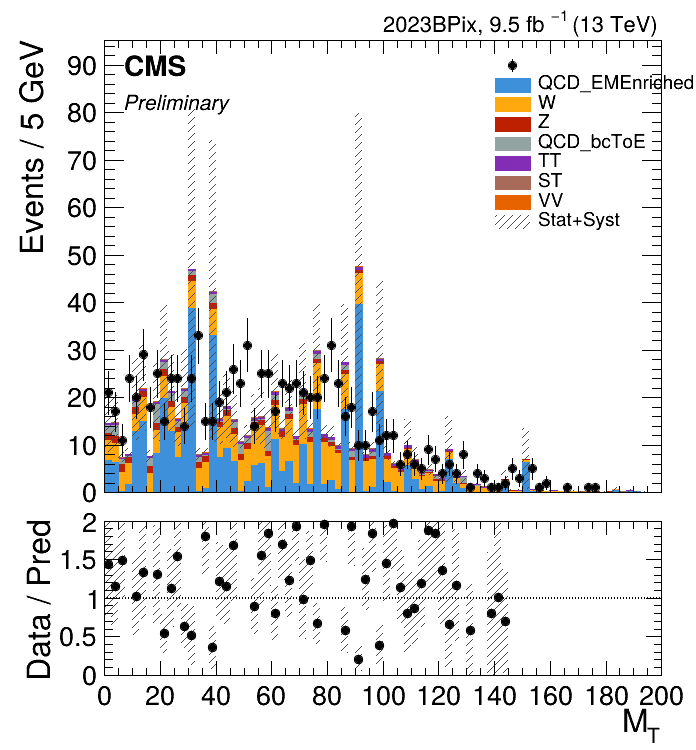 2023BPix, 9.5 fb⁻¹ (13 TeV)
CMS
Preliminary
Events / 5 GeV
90
80
70
60
50
40
30
20
10
0
QCD_EMEnriched
W
Z
QCD_bcToE
TT
ST
VV
Stat+Syst
Data / Pred
2
1.5
1
0.5
0
0 20 40 60 80 100 120 140 160 180 200
M_T